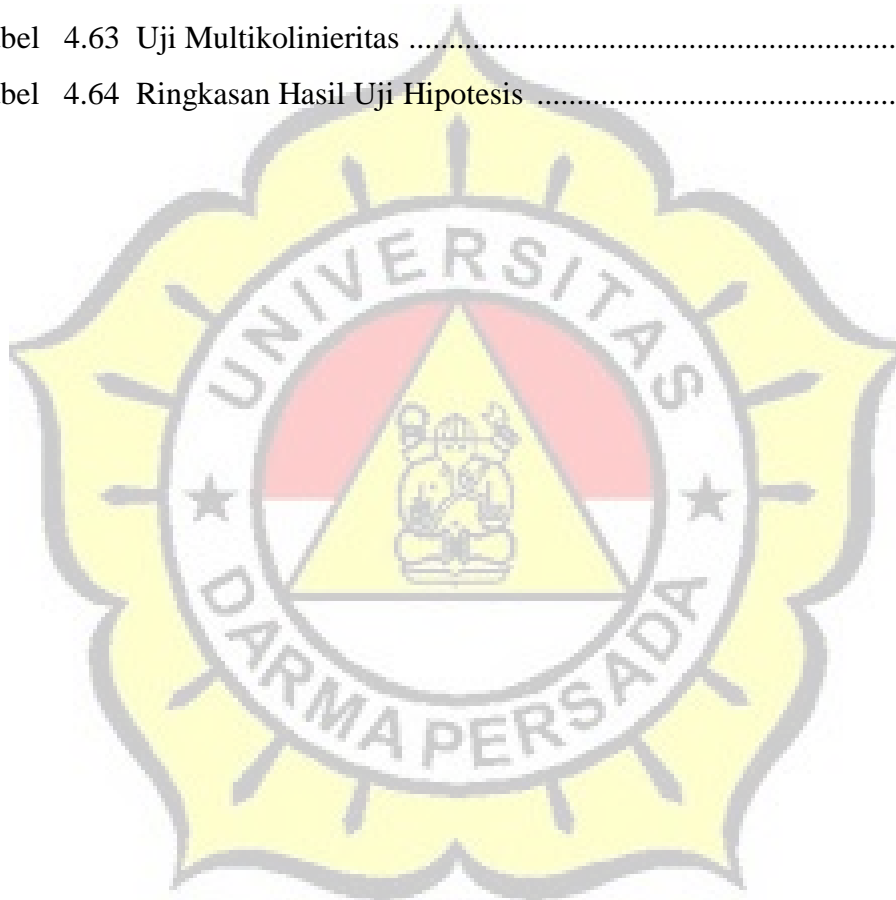 bel 4.63 Uji Multikolinieritas ............................................................
bel 4.64 Ringkasan Hasil Uji Hipotesis .............................................
UNIVERSITAS
DARMA PERSADA